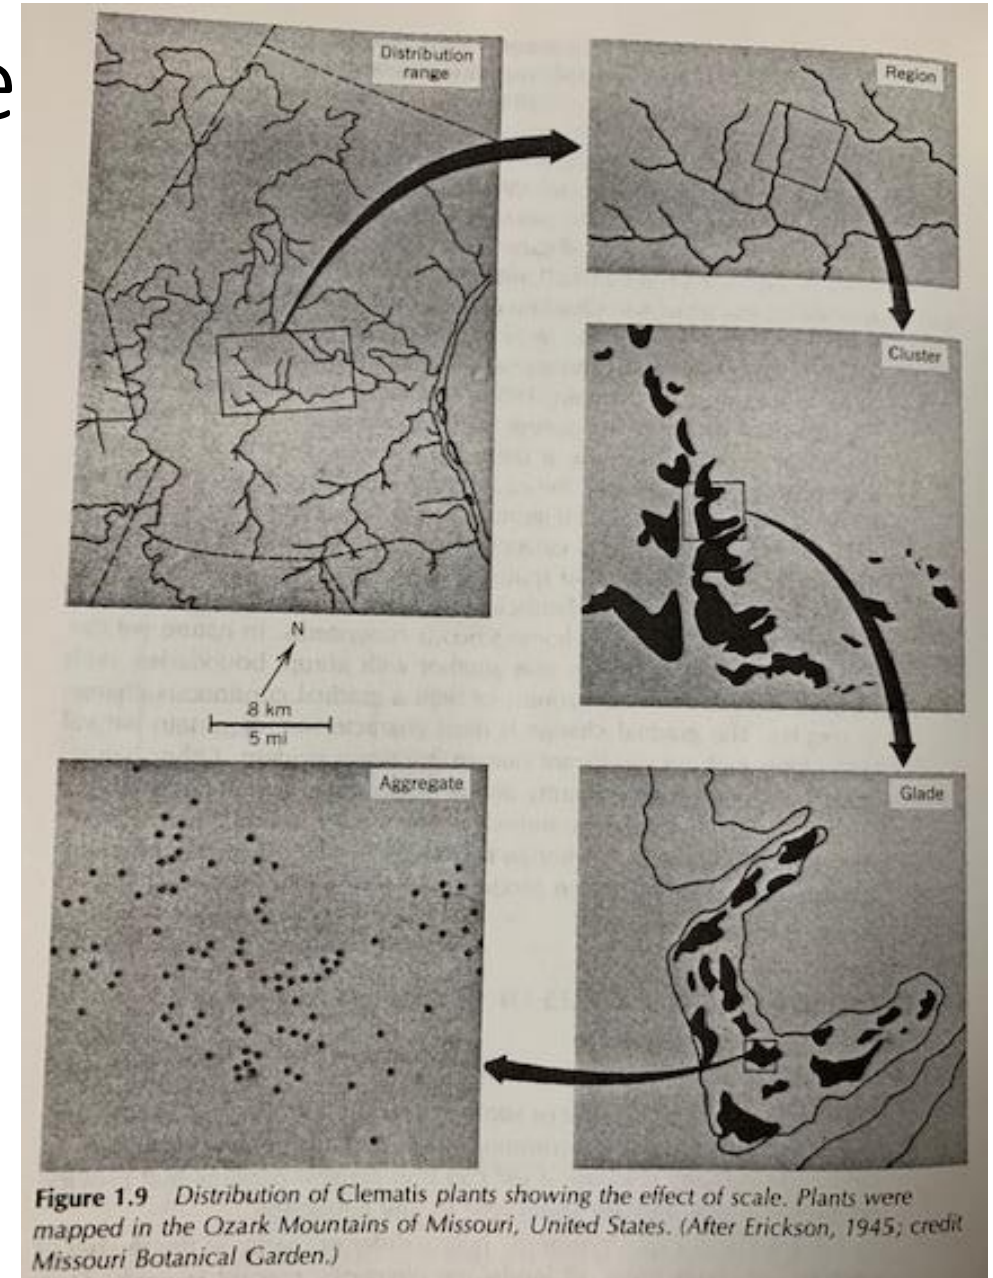 e
Distribution
range
Region
Cluster
N
8 km
5 mi
Aggregate
Glade
Figure 1.9 Distribution of Clematis plants showing the effect of scale. Plants were
mapped in the Ozark Mountains of Missouri, United States. (After Erickson, 1945; credit
Missouri Botanical Garden.)